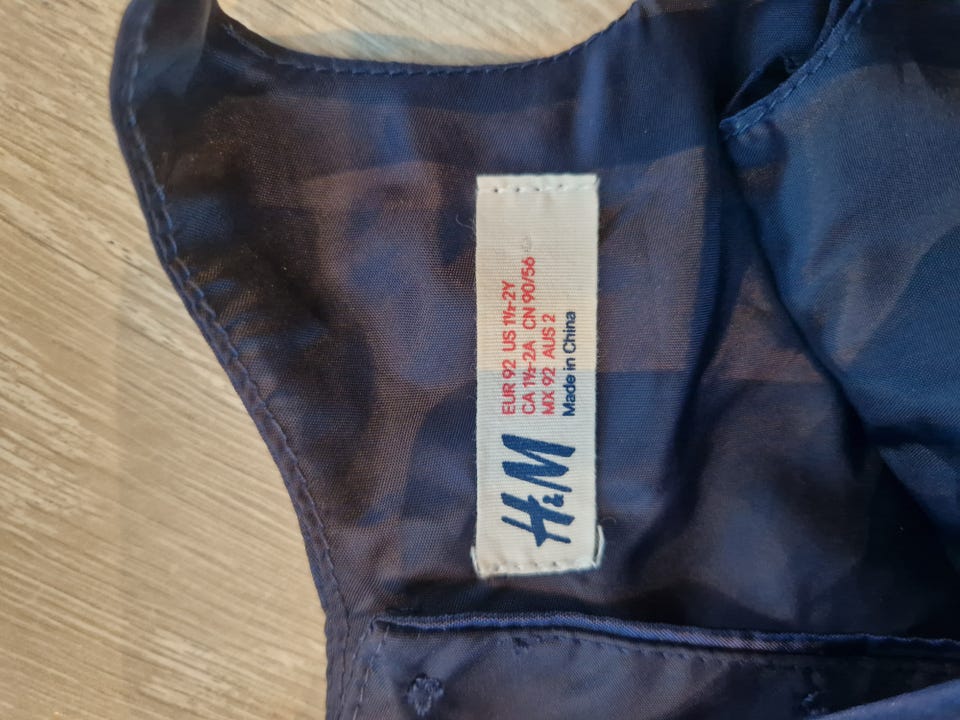 H&M
EUR 92 US 1½-2Y
CA 1½-2A CN 90/56
MX 92 AUS 2
Made in China